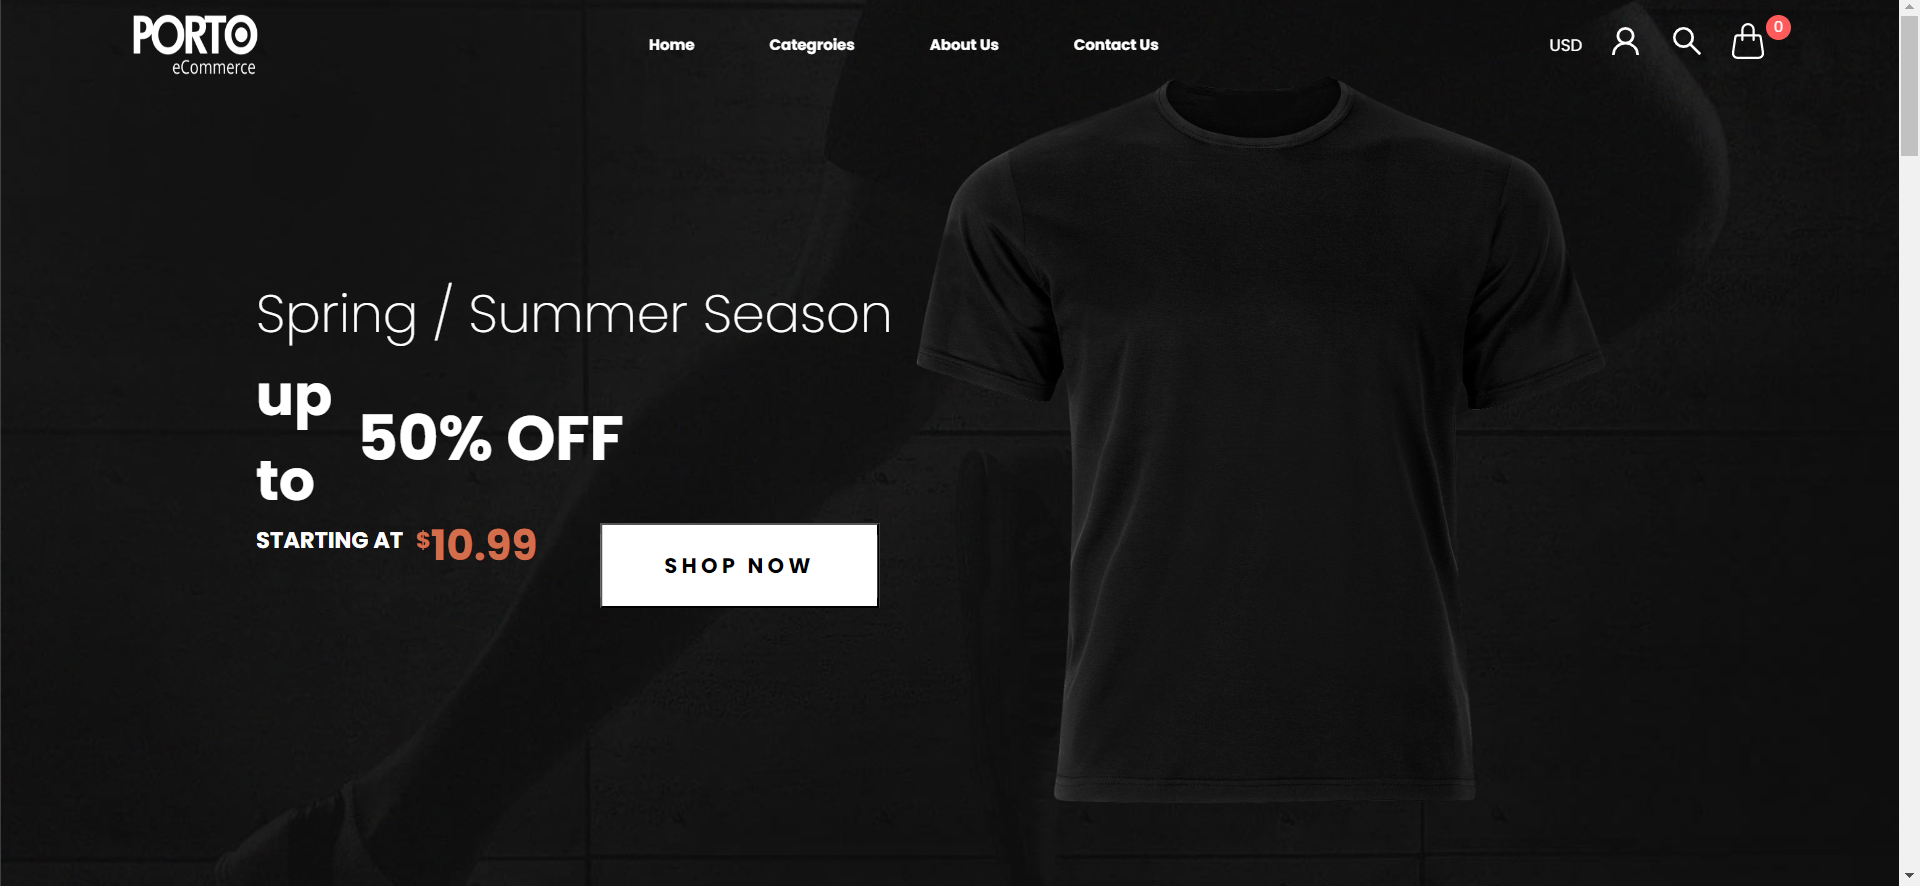 PORTO
eCommerce
Home Categroies About Us Contact Us
USD 0
Spring / Summer Season
up to 50% OFF
STARTING AT $10.99
SHOP NOW